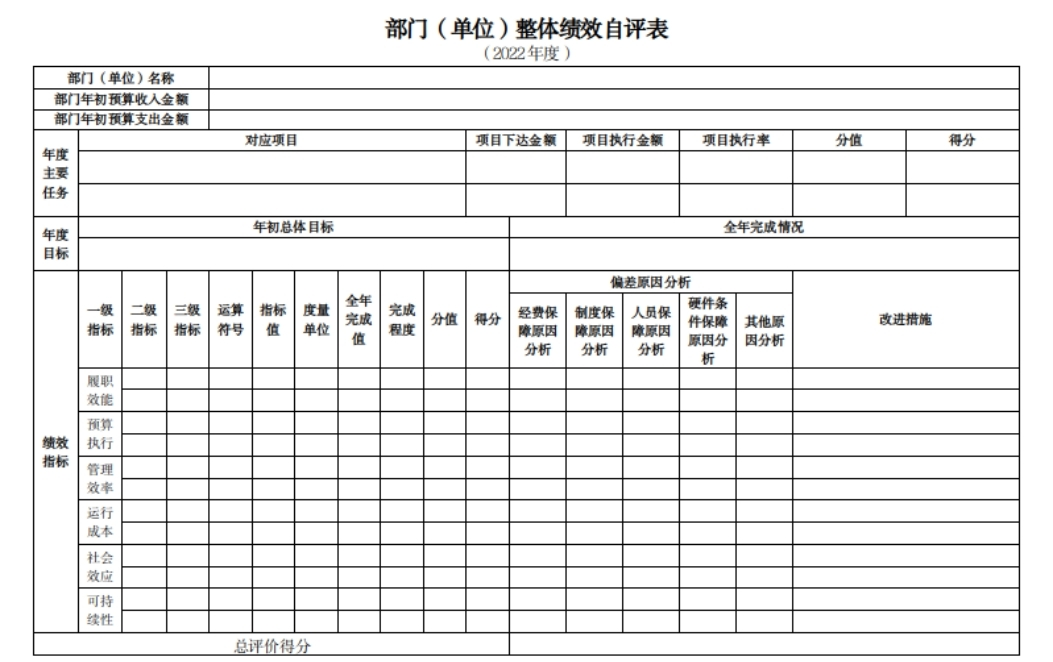 部门（单位）整体绩效自评表
（2022年度）
部门（单位）名称
部门年初预算收入金额
部门年初预算支出金额
年度
主要
任务
对应项目
项目下达金额
项目执行金额
项目执行率
分值
得分
年度
目标
年初总体目标
全年完成情况
绩效
指标
一级
指标
二级
指标
三级
指标
运算
符号
指标
值
度量
单位
全年
完成
值
完成
程度
分值
得分
偏差原因分析
经费保
障原因
分析
制度保
障原因
分析
人员保
障原因
分析
硬件条
件保障
原因分
析
其他原
因分析
改进措施
履职
效能
预算
执行
管理
效率
运行
成本
社会
效应
可持
续性
总评价得分